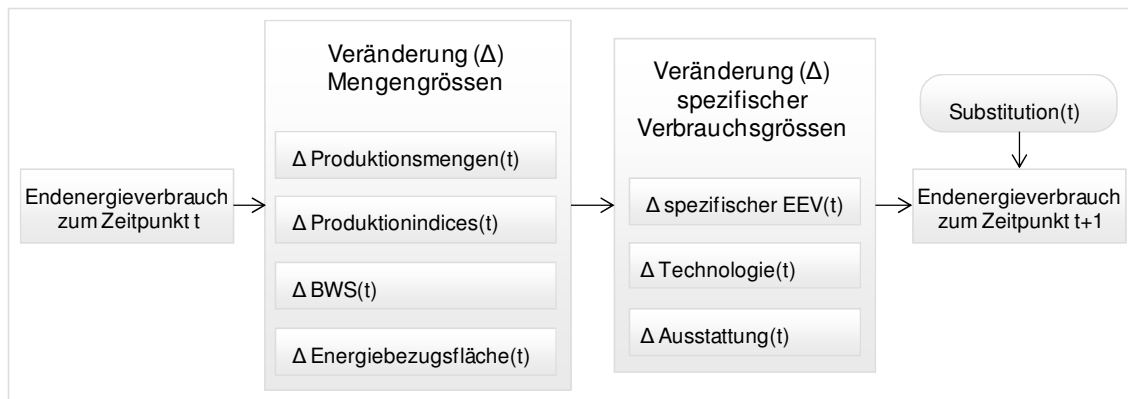 Endenergieverbrauch
zum Zeitpunkt t
Veränderung (Δ)
Mengengrössen
Δ Produktionsmengen(t)
Δ Produktionindices(t)
Δ BWS(t)
Δ Energiebezugsfläche(t)
Veränderung (Δ)
spezifischer
Verbrauchsgrössen
Δ spezifischer EEV(t)
Δ Technologie(t)
Δ Ausstattung(t)
Substitution(t)
Endenergieverbrauch
zum Zeitpunkt t+1